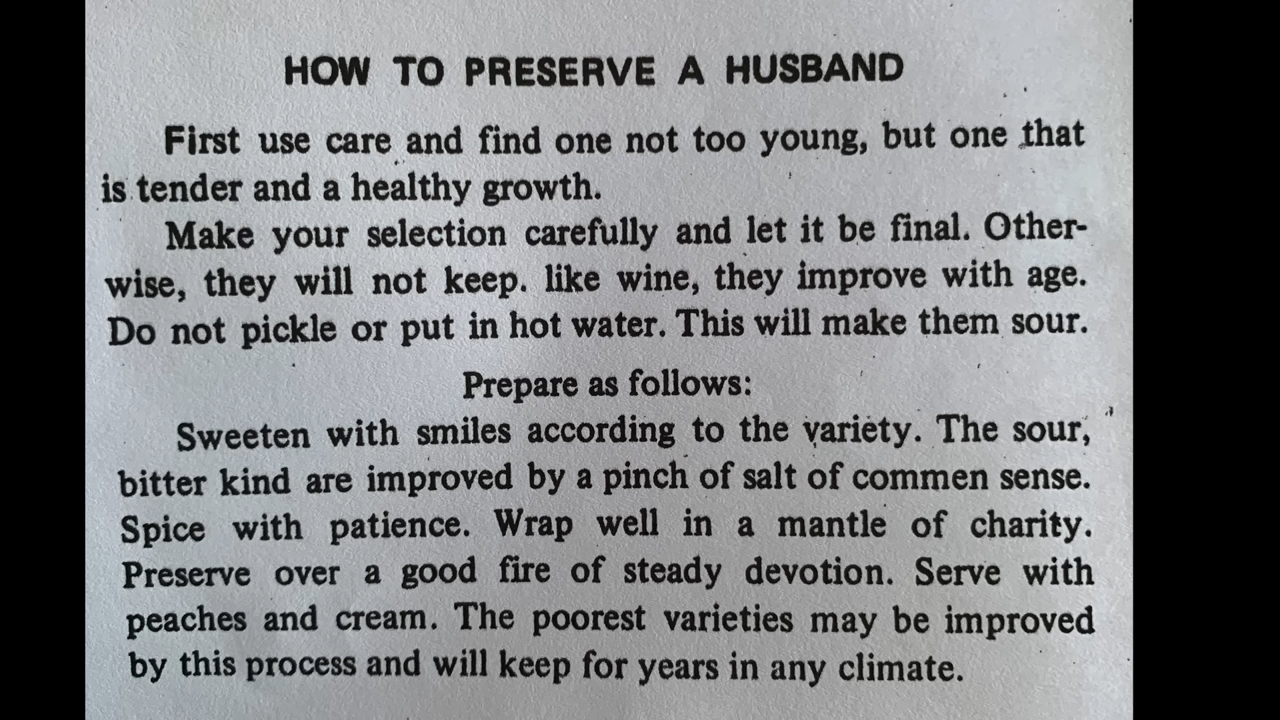 HOW TO PRESERVE A HUSBAND
First use care and find one not too young, but one that
is tender and a healthy growth.
Make your selection carefully and let it be final. Other-
wise, they will not keep. like wine, they improve with age.
Do not pickle or put in hot water. This will make them sour.
Prepare as follows:
Sweeten with smiles according to the variety. The sour,
bitter kind are improved by a pinch of salt of commen sense.
Spice with patience. Wrap well in a mantle of charity.
Preserve over a good fire of steady devotion. Serve with
peaches and cream. The poorest varieties may be improved
by this process and will keep for years in any climate.